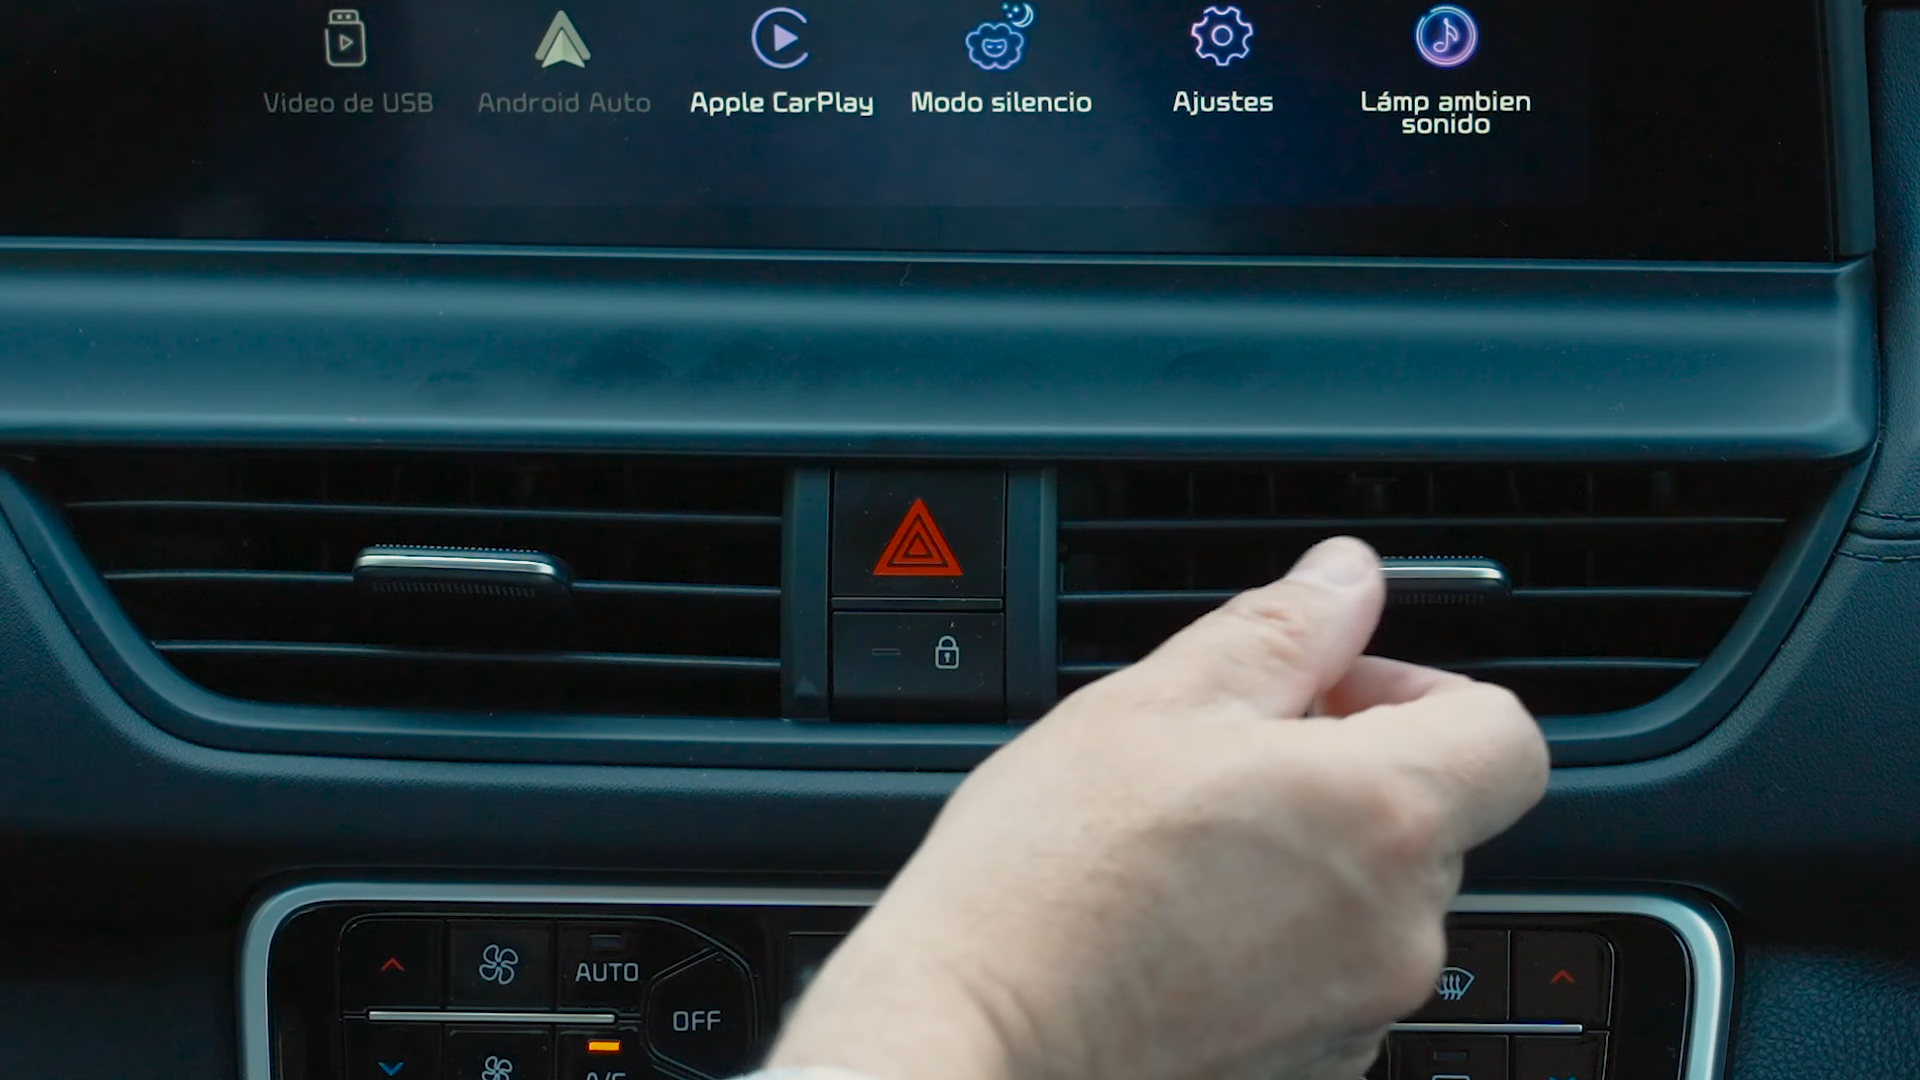 Video de USB
Android Auto
Apple CarPlay
Modo silencio
Ajustes
Lámp ambien
sonido
AUTO
OFF
A/C